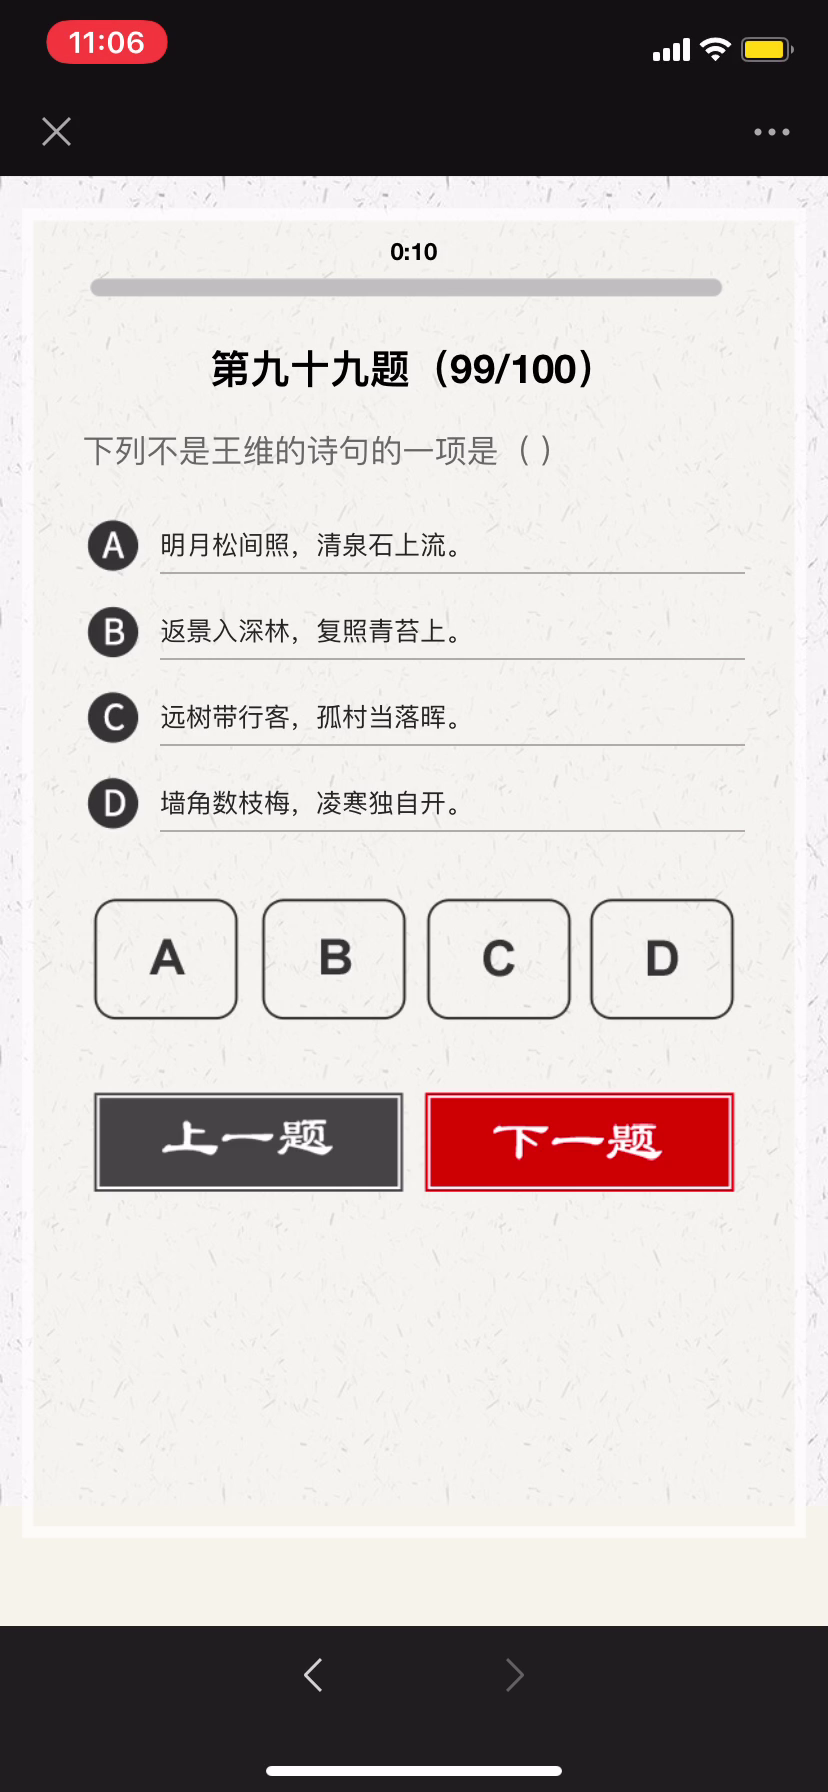 11:06
0:10
第九十九题（99/100）
下列不是王维的诗句的一项是（ ）
A 明月松间照，清泉石上流。
B 返景入深林，复照青苔上。
C 远树带行客，孤村当落晖。
D 墙角数枝梅，凌寒独自开。
A B C D
上一题 下一题